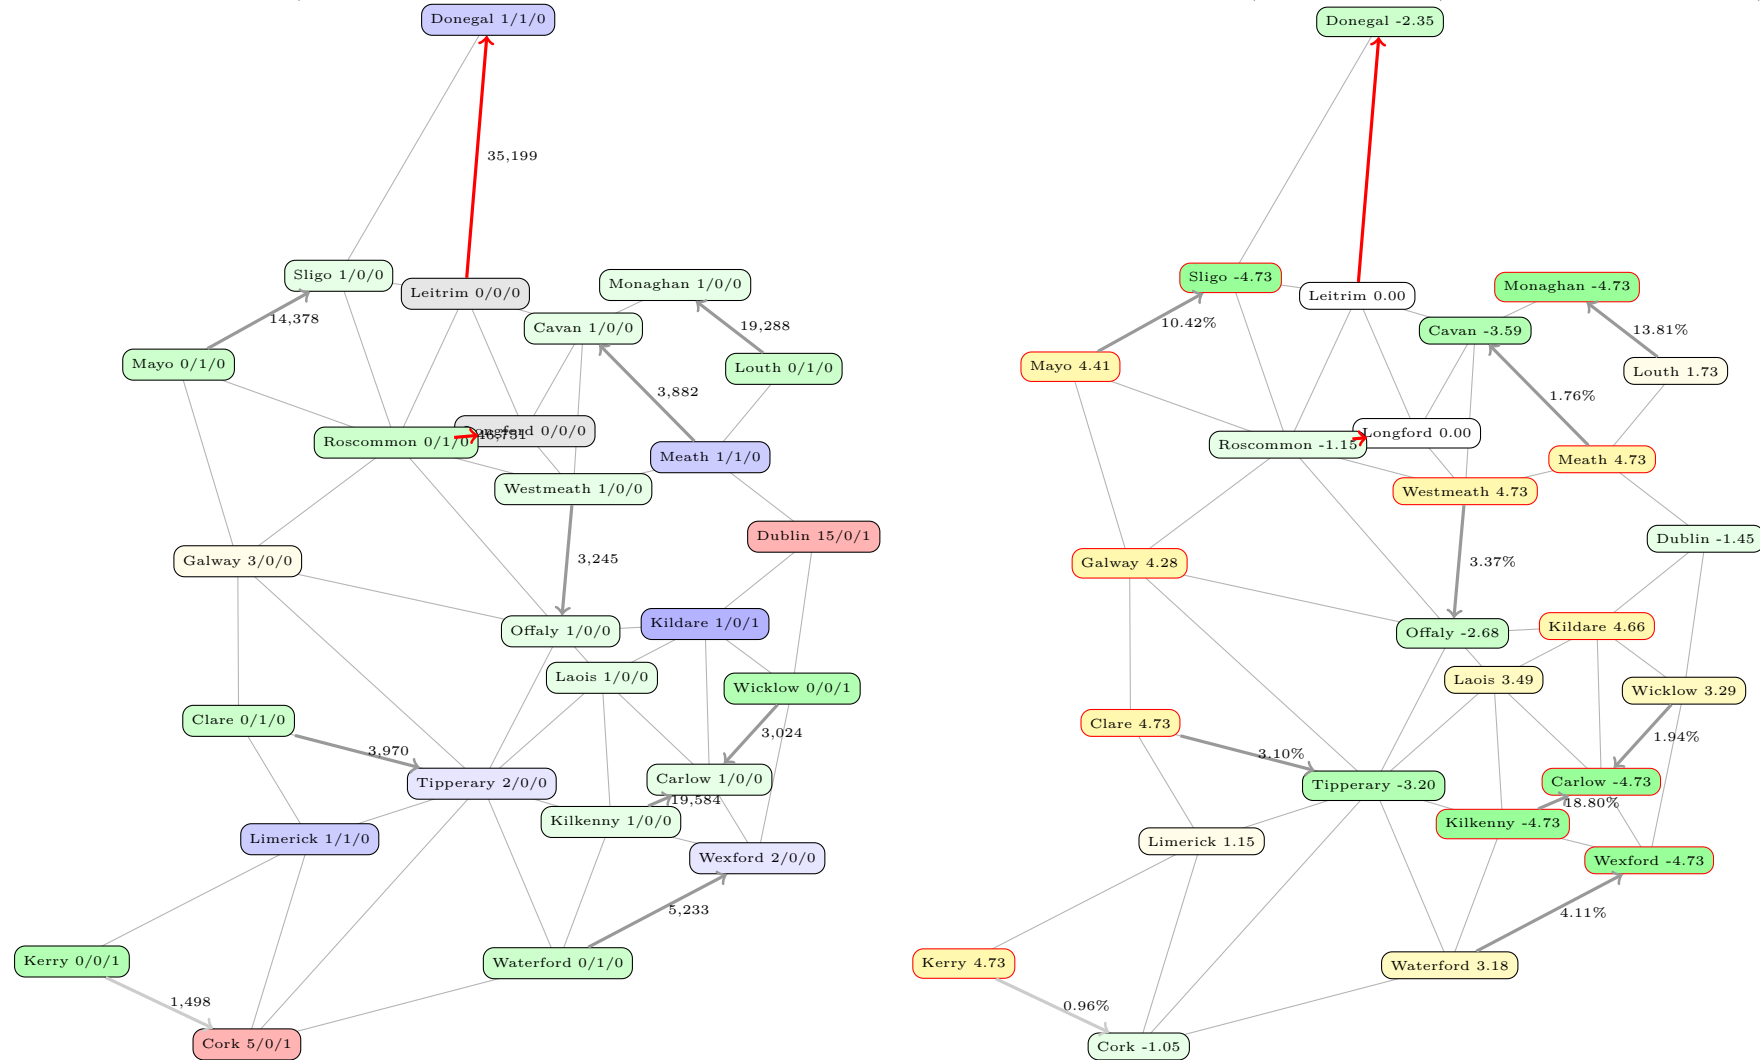 Donegal 1/1/0
Donegal -2.35
35,199
Sligo 1/0/0
Leitrim 0/0/0
Monaghan 1/0/0
Sligo -4.73
Leitrim 0.00
Monaghan -4.73
14,378
Cavan 1/0/0
19,288
10.42%
Cavan -3.59
13.81%
Mayo 0/1/0
Louth 0/1/0
Mayo 4.41
Louth 1.73
3,882
1.76%
Roscommon 0/1/0
Longford 0/0/0
46,731
Roscommon -1.15
Longford 0.00
Meath 1/1/0
Meath 4.73
Westmeath 1/0/0
Westmeath 4.73
Dublin 15/0/1
Dublin -1.45
Galway 3/0/0
3,245
Galway 4.28
3.37%
Offaly 1/0/0
Kildare 1/0/1
Offaly -2.68
Kildare 4.66
Laois 1/0/0
Wicklow 0/0/1
Laois 3.49
Wicklow 3.29
Clare 0/1/0
3,970
3,024
Clare 4.73
3.10%
1.94%
Tipperary 2/0/0
Carlow 1/0/0
Tipperary -3.20
Carlow -4.73
19,584
18.80%
Limerick 1/1/0
Kilkenny 1/0/0
Limerick 1.15
Kilkenny -4.73
Wexford 2/0/0
Wexford -4.73
5,233
4.11%
Kerry 0/0/1
Waterford 0/1/0
Kerry 4.73
Waterford 3.18
1,498
0.96%
Cork 5/0/1
Cork -1.05